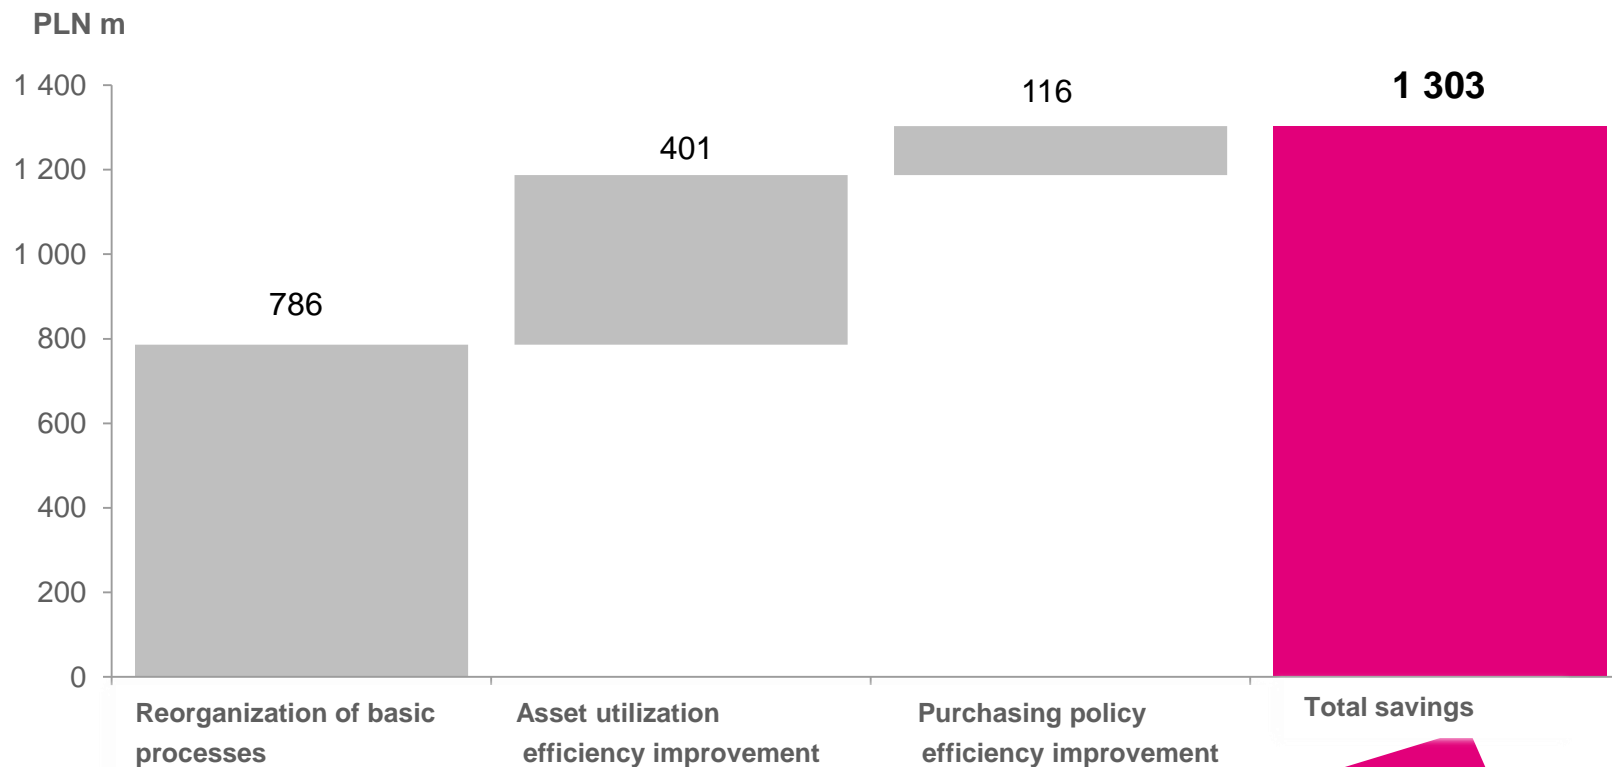 PLN m
1 400
1 200
1 000
800
600
400
200
0
786
401
116
1 303
Reorganization of basic
processes
Asset utilization
efficiency improvement
Purchasing policy
efficiency improvement
Total savings